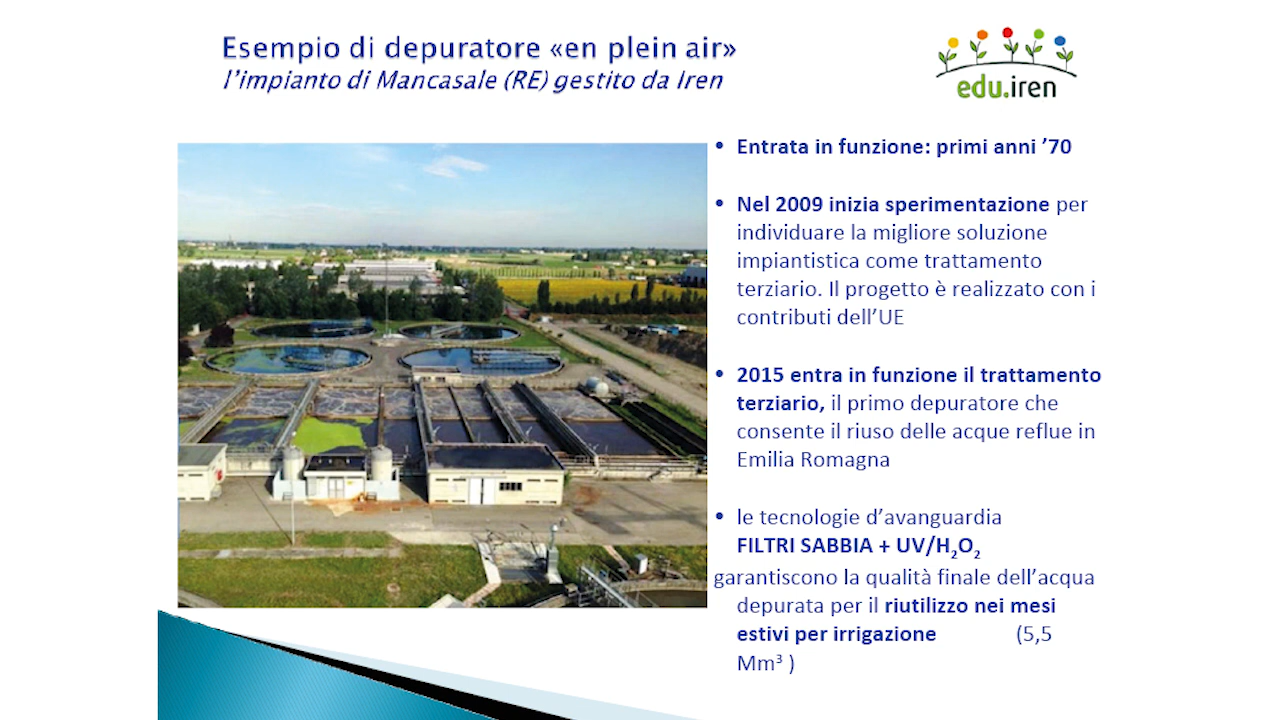 Esempio di depuratore «en plein air»
l’impianto di Mancasale (RE) gestito da Iren
edu.iren
• Entrata in funzione: primi anni ’70
• Nel 2009 inizia sperimentazione per
individuare la migliore soluzione
impiantistica come trattamento
terziario. Il progetto è realizzato con i
contributi dell’UE
• 2015 entra in funzione il trattamento
terziario, il primo depuratore che
consente il riuso delle acque reflue in
Emilia Romagna
• le tecnologie d’avanguardia
FILTRI SABBIA + UV/H₂O₂
garantiscono la qualità finale dell’acqua
depurata per il riutilizzo nei mesi
estivi per irrigazione (5,5
Mm³ )